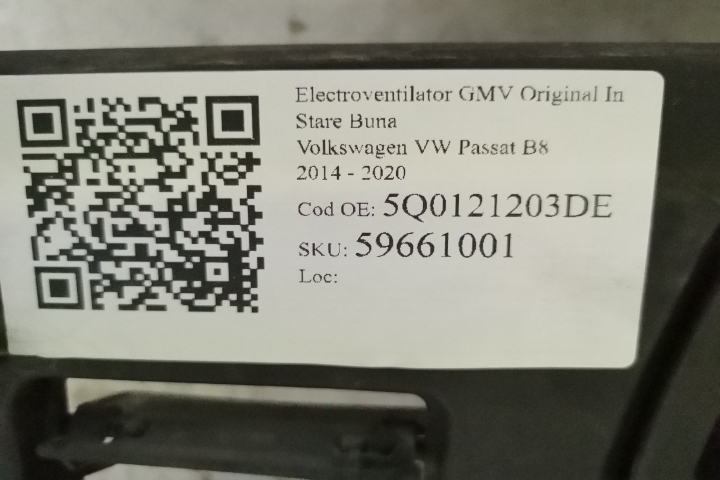 Electroventilator GMV Original In
Stare Buna
Volkswagen VW Passat B8
2014 - 2020
Cod OE: 5Q0121203DE
SKU: 59661001
Loc: